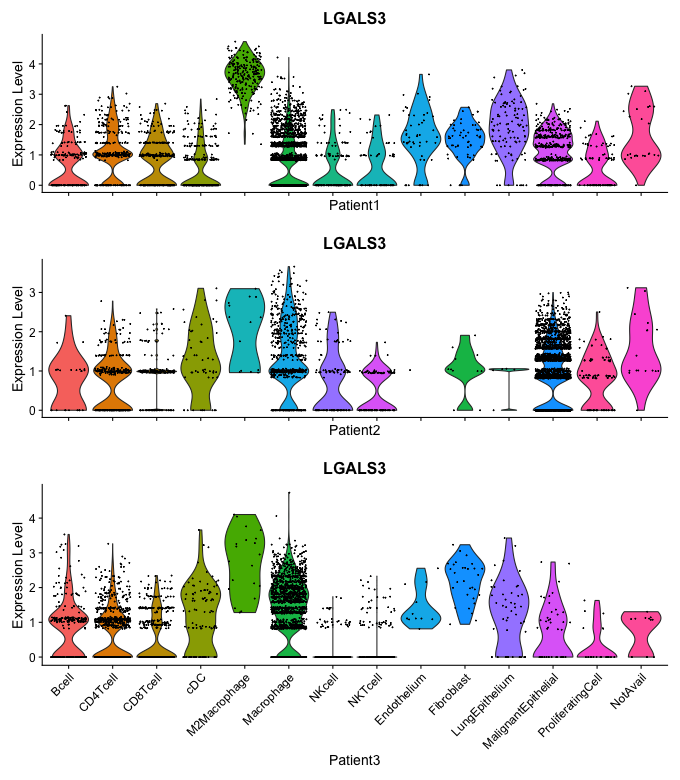 LGALS3
Expression Level
4
3
2
1
0
Patient1
LGALS3
Expression Level
3
2
1
0
Patient2
LGALS3
Expression Level
4
3
2
1
0
Bcell
CD4Tcell
CD8Tcell
cDC
M2Macrophage
Macrophage
NKcell
NKTcell
Endothelium
Fibroblast
LungEpithelium
MalignantEpithelial
ProliferatingCell
NotAvail
Patient3